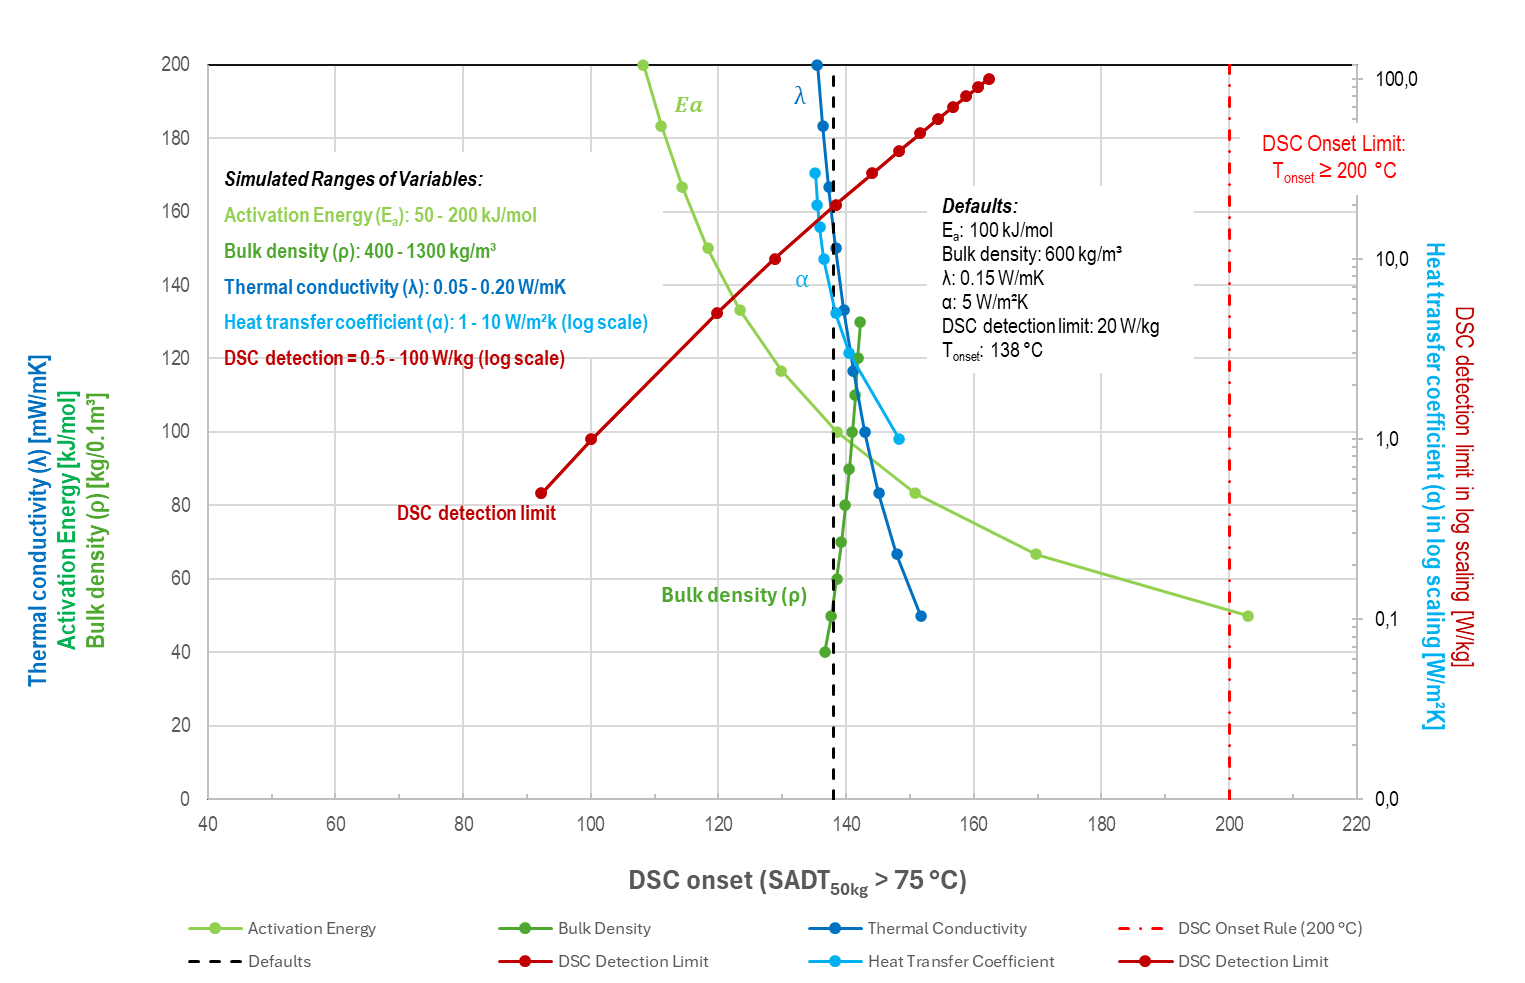 200
180
160
140
120
100
80
60
40
20
0
40
60
80
100
120
140
160
180
200
220
100,0
10,0
1,0
0,1
0,0
Thermal conductivity (λ) [mW/mK]
Activation Energy [kJ/mol]
Bulk density (ρ) [kg/0.1m³]
Heat transfer coefficient (α) in log scaling [W/m²K]
DSC detection limit in log scaling [W/kg]
Ea
λ
α
Simulated Ranges of Variables:
Activation Energy (Ea): 50 - 200 kJ/mol
Bulk density (ρ): 400 - 1300 kg/m³
Thermal conductivity (λ): 0.05 - 0.20 W/mK
Heat transfer coefficient (α): 1 - 10 W/m²k (log scale)
DSC detection = 0.5 - 100 W/kg (log scale)
DSC Onset Limit:
Tonset ≥ 200 °C
Defaults:
Ea: 100 kJ/mol
Bulk density: 600 kg/m³
λ: 0.15 W/mK
α: 5 W/m²K
DSC detection limit: 20 W/kg
Tonset: 138 °C
DSC detection limit
Bulk density (ρ)
DSC onset (SADT50kg > 75 °C)
Activation Energy
Bulk Density
Thermal Conductivity
DSC Onset Rule (200 °C)
Defaults
DSC Detection Limit
Heat Transfer Coefficient
DSC Detection Limit